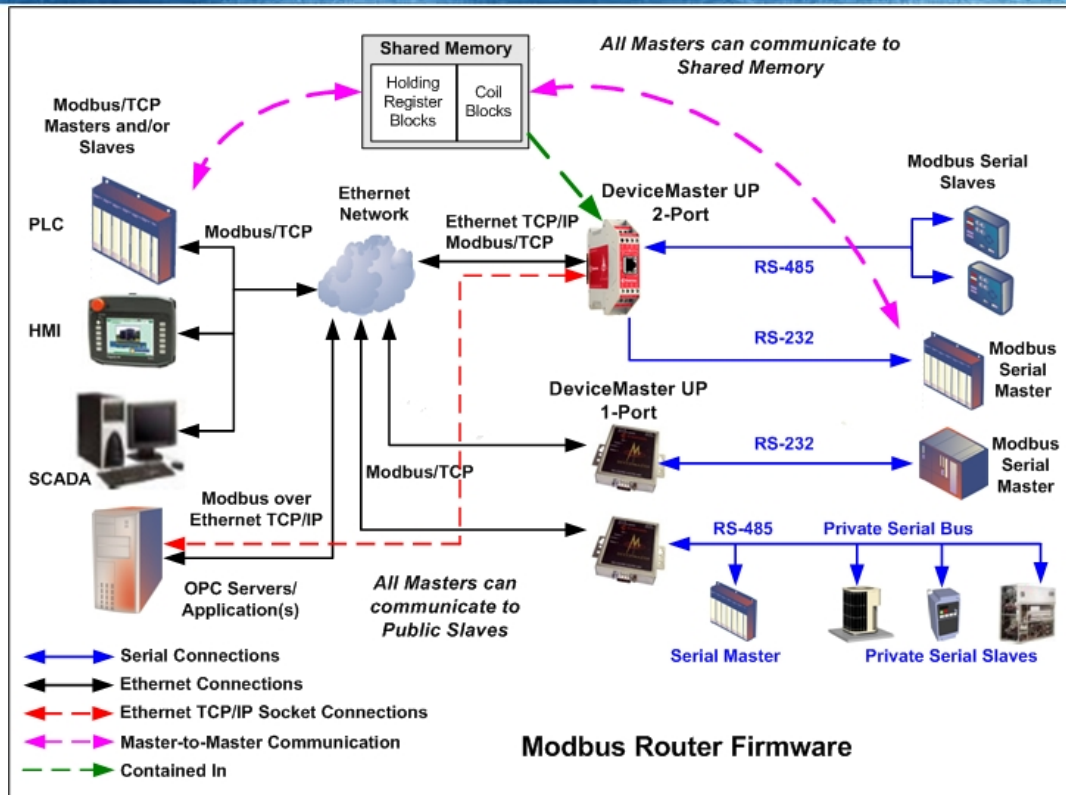 Shared Memory
Holding
Register
Blocks
Coil
Blocks
All Masters can communicate to
Shared Memory
Modbus/TCP
Masters and/or
Slaves
Modbus Serial
Slaves
DeviceMaster UP
2-Port
Ethernet
Network
PLC
Modbus/TCP
Ethernet TCP/IP
Modbus/TCP
RS-485
HMI
RS-232
Modbus
Serial
Master
DeviceMaster UP
1-Port
RS-232
Modbus
Serial
Master
Modbus/TCP
SCADA
Modbus over
Ethernet TCP/IP
RS-485
Private Serial Bus
OPC Servers/
Application(s)
All Masters can
communicate to
Public Slaves
Serial Master
Private Serial Slaves
Serial Connections
Ethernet Connections
Ethernet TCP/IP Socket Connections
Master-to-Master Communication
Contained In
Modbus Router Firmware